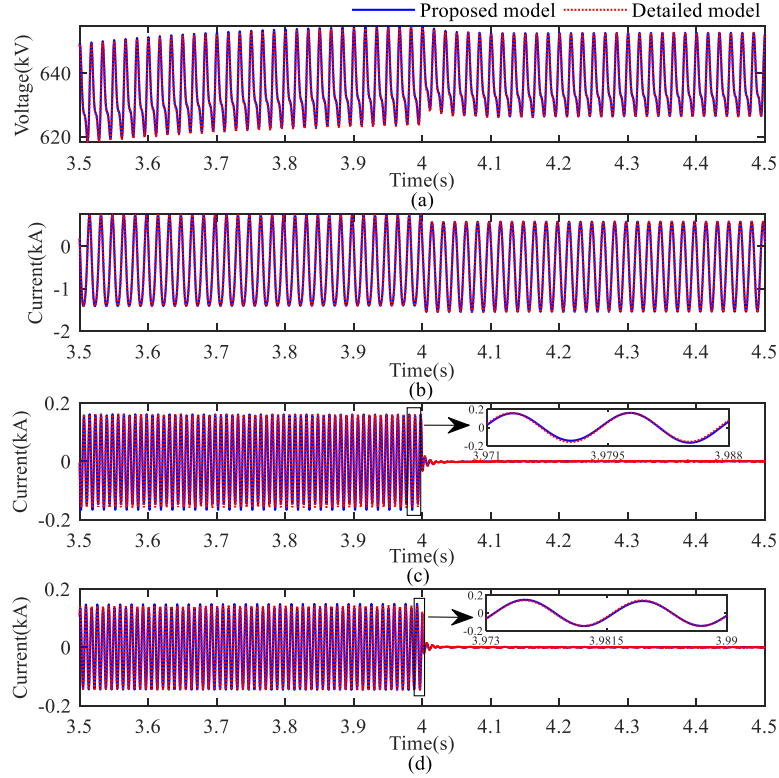 Proposed model Detailed model
Voltage(kV)
640
620
3.5 3.6 3.7 3.8 3.9 4 4.1 4.2 4.3 4.4 4.5
Time(s)
(a)
Current(kA)
0
-1
-2
3.5 3.6 3.7 3.8 3.9 4 4.1 4.2 4.3 4.4 4.5
Time(s)
(b)
Current(kA)
0.2
0
-0.2
0.2
0
-0.2
3.971 3.9795 3.988
3.5 3.6 3.7 3.8 3.9 4 4.1 4.2 4.3 4.4 4.5
Time(s)
(c)
Current(kA)
0.2
0
-0.2
0.2
0
-0.2
3.973 3.9815 3.99
3.5 3.6 3.7 3.8 3.9 4 4.1 4.2 4.3 4.4 4.5
Time(s)
(d)